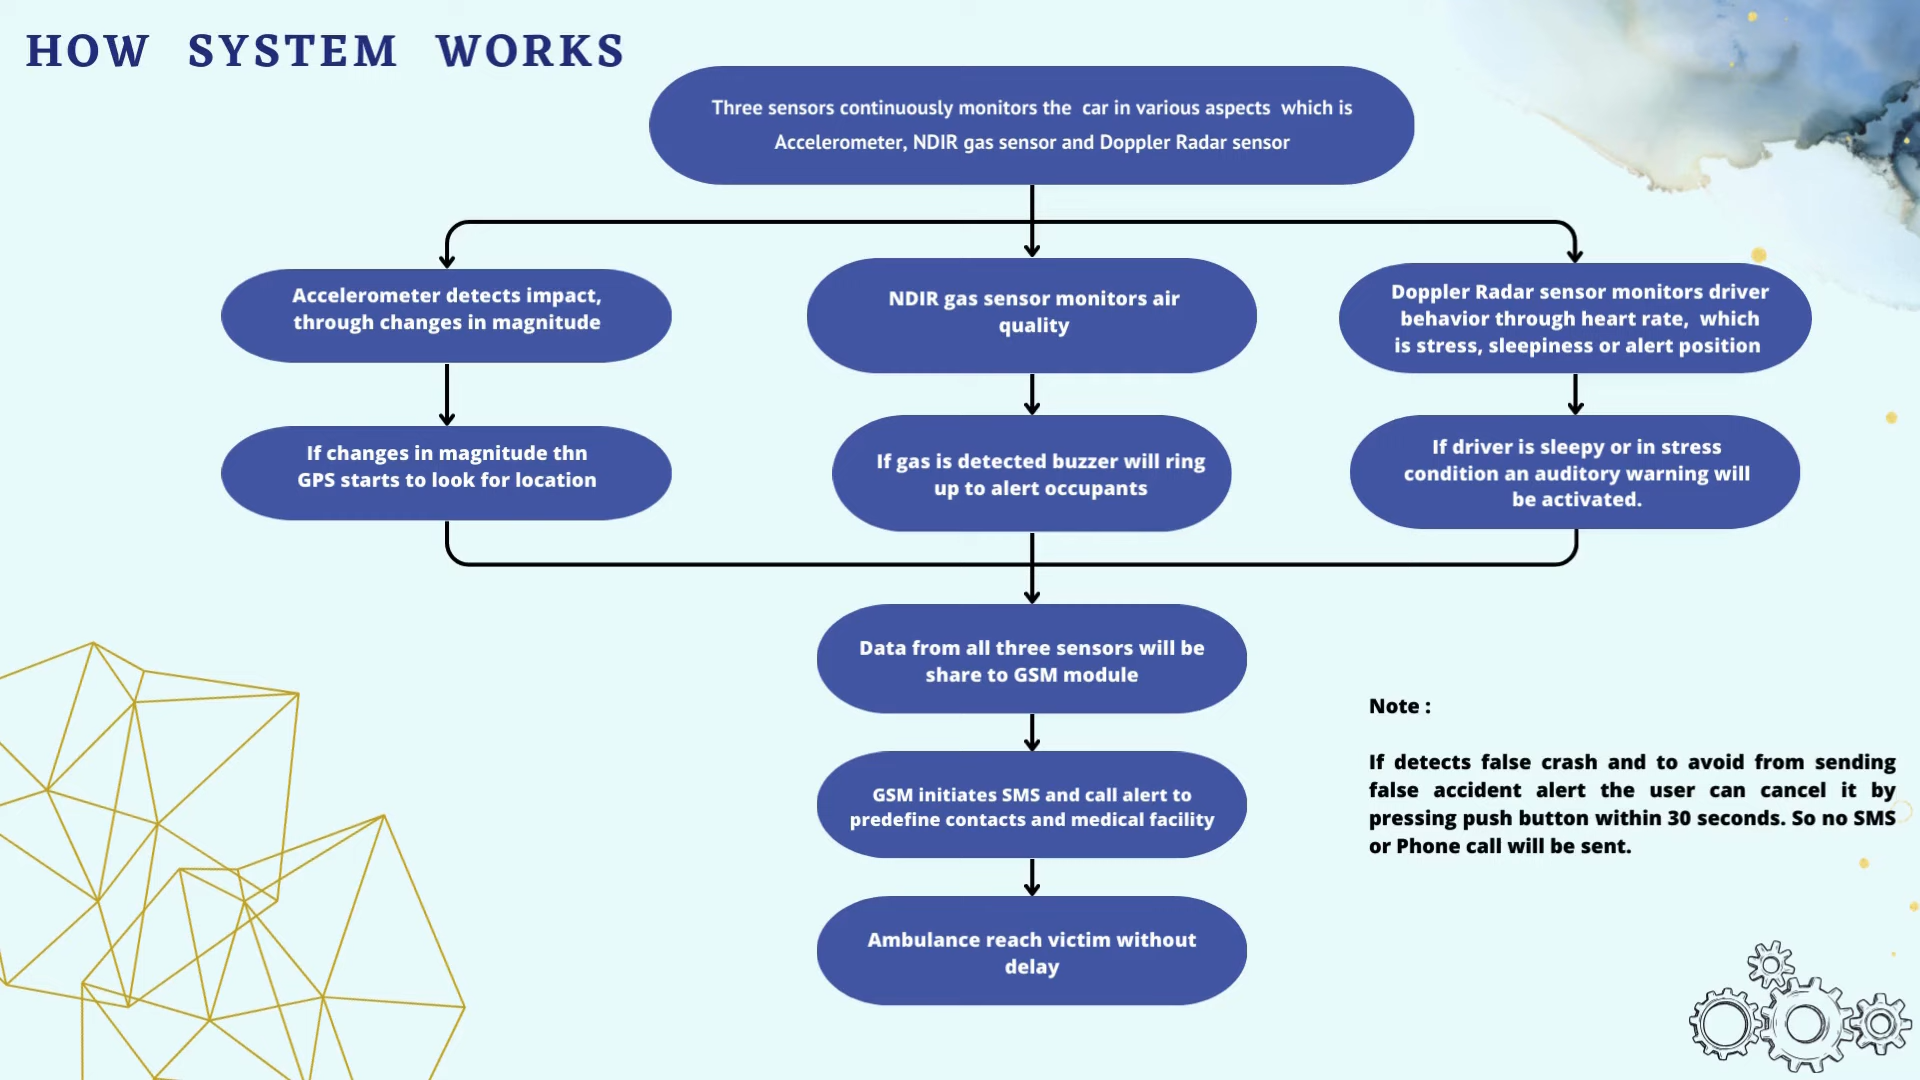 HOW SYSTEM WORKS
Three sensors continuously monitors the car in various aspects which is
Accelerometer, NDIR gas sensor and Doppler Radar sensor
Accelerometer detects impact,
through changes in magnitude
NDIR gas sensor monitors air
quality
Doppler Radar sensor monitors driver
behavior through heart rate, which
is stress, sleepiness or alert position
If changes in magnitude thn
GPS starts to look for location
If gas is detected buzzer will ring
up to alert occupants
If driver is sleepy or in stress
condition an auditory warning will
be activated.
Data from all three sensors will be
share to GSM module
GSM initiates SMS and call alert to
predefine contacts and medical facility
Ambulance reach victim without
delay
Note :
If detects false crash and to avoid from sending
false accident alert the user can cancel it by
pressing push button within 30 seconds. So no SMS
or Phone call will be sent.